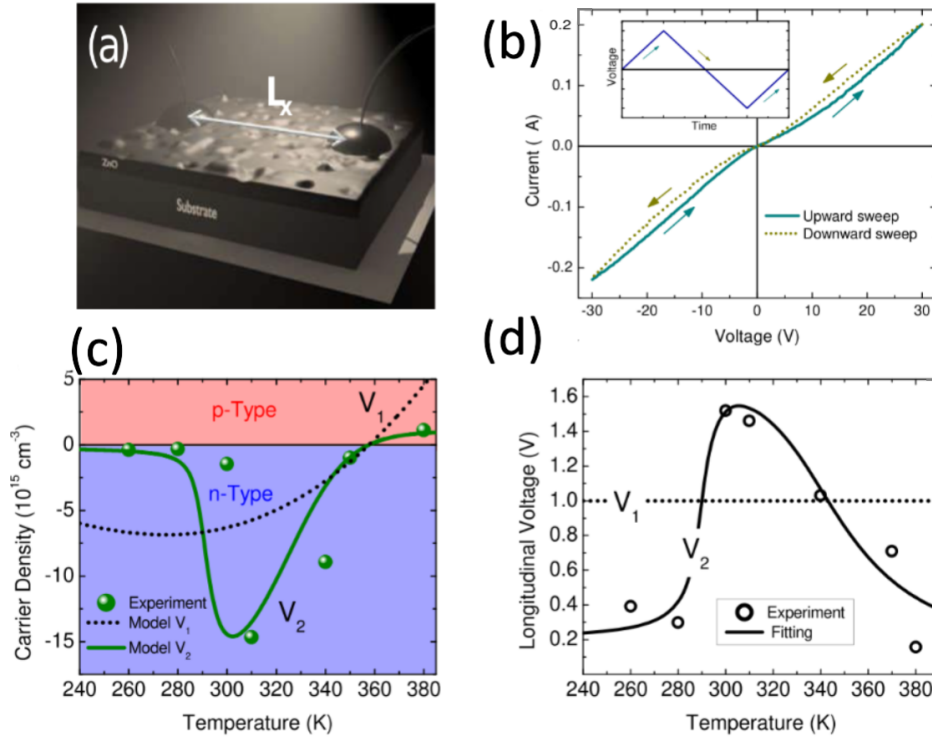 (a)
Lx
ZnO
Substrate
(b)
0.2
0.1
0.0
-0.1
-0.2
Current ( A)
-30 -20 -10 0 10 20 30
Voltage (V)
Voltage
Time
Upward sweep
Downward sweep
(c)
5
0
-5
-10
-15
Carrier Density (10^15 cm^-3)
p-Type
n-Type
V1
V2
Experiment
Model V1
Model V2
240 260 280 300 320 340 360 380
Temperature (K)
(d)
1.6
1.4
1.2
1.0
0.8
0.6
0.4
0.2
Longitudinal Voltage (V)
V1
V2
Experiment
Fitting
240 260 280 300 320 340 360 380
Temperature (K)